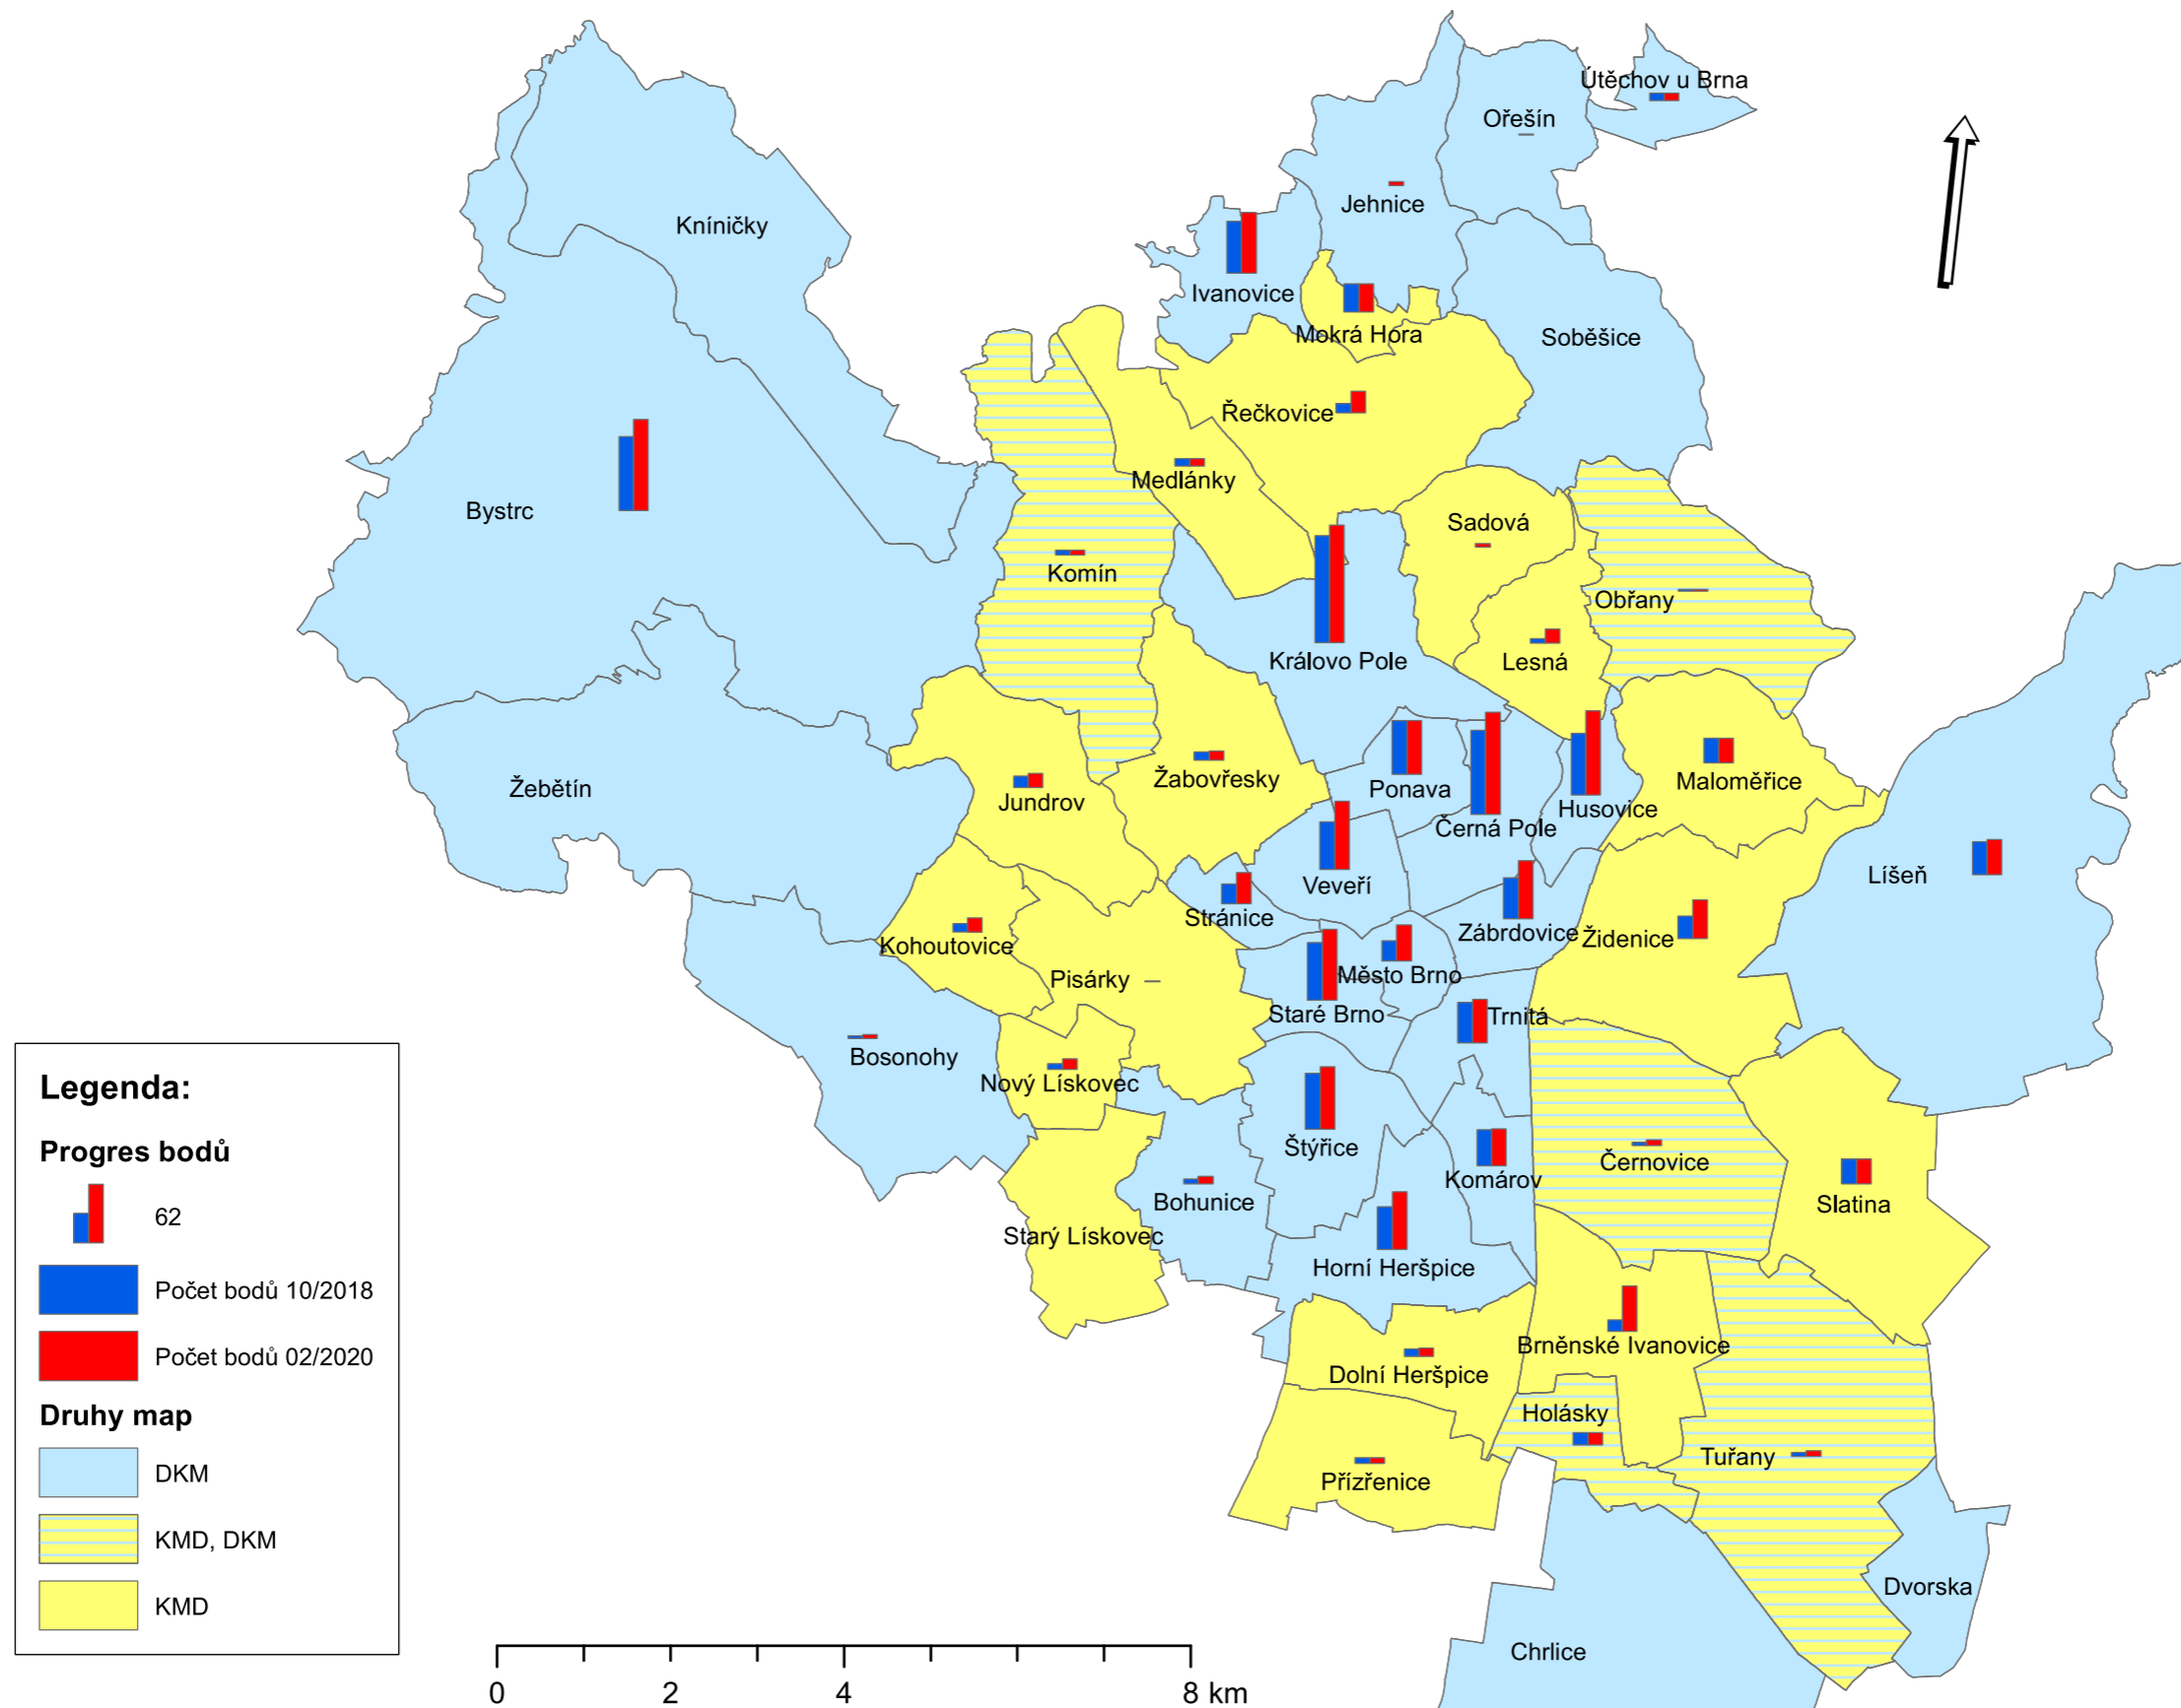 Útěchov u Brna
Ořešín
Jehnice
Kníničky
Ivanovice
Mokrá Hora
Soběšice
Řečkovice
Medlánky
Bystrc
Sadová
Komín
Obřany
Královo Pole
Lesná
Žebětín
Jundrov
Žabovřesky
Ponava
Černá Pole
Husovice
Maloměřice
Líšeň
Veveří
Stránice
Zábrdovice
Židenice
Kohoutovice
Pisárky
Město Brno
Staré Brno
Trnitá
Bosonohy
Nový Lískovec
Štýřice
Komárov
Černovice
Slatina
Bohunice
Starý Lískovec
Horní Heršpice
Brněnské Ivanovice
Dolní Heršpice
Holásky
Tuřany
Přízřenice
Dvorska
Chrlice
Legenda:
Progres bodů
62
Počet bodů 10/2018
Počet bodů 02/2020
Druhy map
DKM
KMD, DKM
KMD
0 2 4 8 km